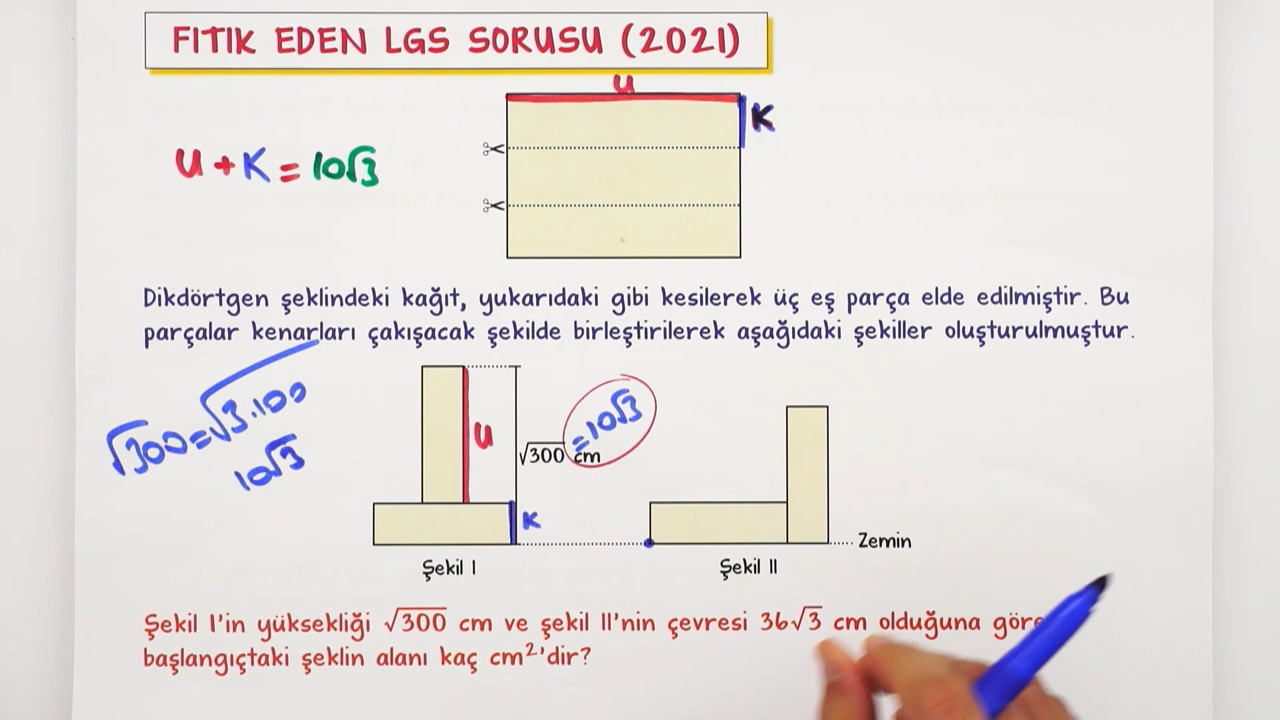 FITIK EDEN LGS SORUSU (2021)
U
K
U + K = 10√3
Dikdörtgen şeklindeki kağıt, yukarıdaki gibi kesilerek üç eş parça elde edilmiştir. Bu
parçalar kenarları çakışacak şekilde birleştirilerek aşağıdaki şekiller oluşturulmuştur.
√300=√3.100
10√3
U
√300 cm
=10√3
K
Zemin
Şekil I
Şekil II
Şekil I'in yüksekliği √300 cm ve şekil II'nin çevresi 36√3 cm olduğuna göre
başlangıçtaki şeklin alanı kaç cm²'dir?